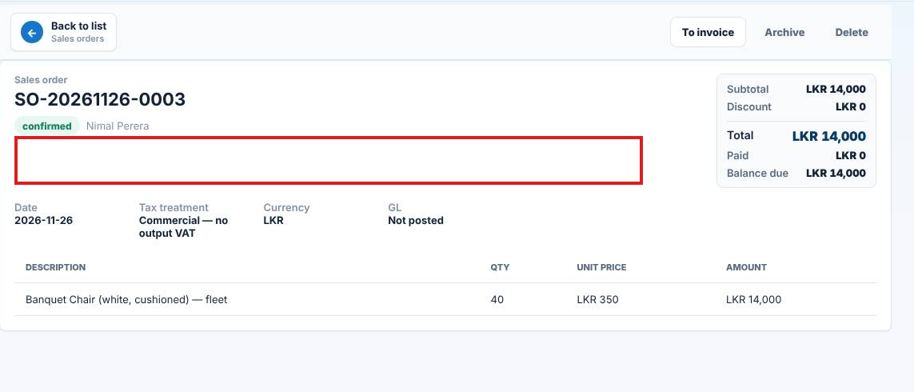 Back to list
Sales orders
To invoice
Archive
Delete
Sales order
SO-20261126-0003
confirmed
Nimal Perera
Subtotal LKR 14,000
Discount LKR 0
Total LKR 14,000
Paid LKR 0
Balance due LKR 14,000
Date
2026-11-26
Tax treatment
Commercial — no
output VAT
Currency
LKR
GL
Not posted
DESCRIPTION QTY UNIT PRICE AMOUNT
Banquet Chair (white, cushioned) — fleet 40 LKR 350 LKR 14,000